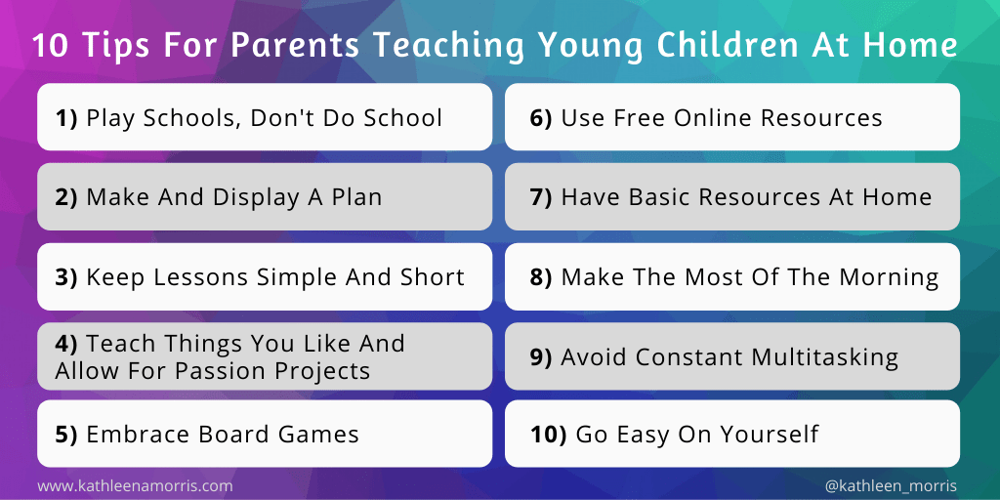 10 Tips For Parents Teaching Young Children At Home
1) Play Schools, Don't Do School
2) Make And Display A Plan
3) Keep Lessons Simple And Short
4) Teach Things You Like And
Allow For Passion Projects
5) Embrace Board Games
6) Use Free Online Resources
7) Have Basic Resources At Home
8) Make The Most Of The Morning
9) Avoid Constant Multitasking
10) Go Easy On Yourself
www.kathleenamorris.com
@kathleen_morris